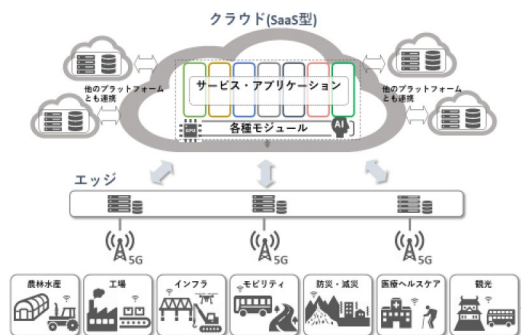 クラウド(SaaS型)
他のプラットフォーム
とも連携
サービス・アプリケーション
他のプラットフォーム
とも連携
各種モジュール
AI
エッジ
5G
5G
5G
農林水産
工場
インフラ
モビリティ
防災・減災
医療ヘルスケア
観光